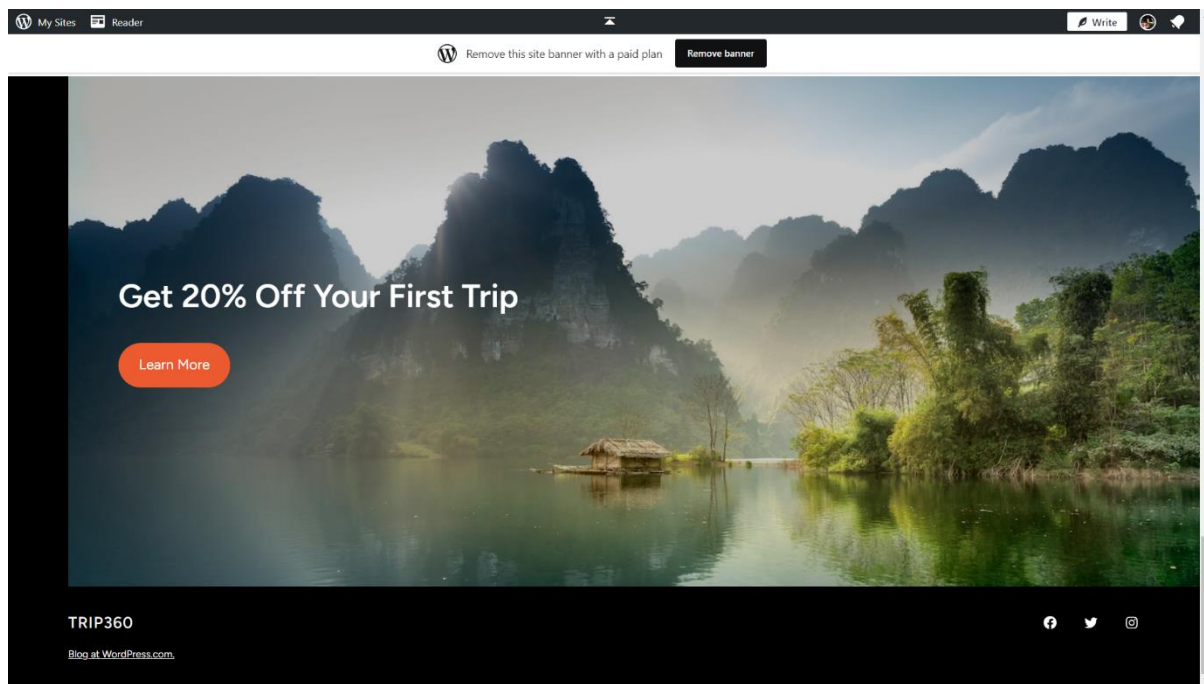 My Sites Reader Write
Remove this site banner with a paid plan Remove banner
Get 20% Off Your First Trip
Learn More
TRIP360
Blog at WordPress.com.